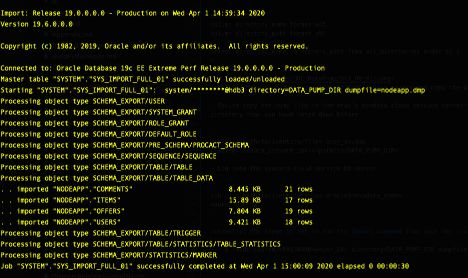 Import: Release 19.0.0.0.0 - Production on Wed Apr 1 14:59:34 2020
Version 19.6.0.0.0
Copyright (c) 1982, 2019, Oracle and/or its affiliates.  All rights reserved.
Connected to: Oracle Database 19c EE Extreme Perf Release 19.0.0.0.0 - Production
Master table "SYSTEM"."SYS_IMPORT_FULL_01" successfully loaded/unloaded
Starting "SYSTEM"."SYS_IMPORT_FULL_01":  system/********@hdb3 directory=DATA_PUMP_DIR dumpfile=nodeapp.dmp
Processing object type SCHEMA_EXPORT/USER
Processing object type SCHEMA_EXPORT/SYSTEM_GRANT
Processing object type SCHEMA_EXPORT/ROLE_GRANT
Processing object type SCHEMA_EXPORT/DEFAULT_ROLE
Processing object type SCHEMA_EXPORT/PRE_SCHEMA/PROCACT_SCHEMA
Processing object type SCHEMA_EXPORT/SEQUENCE/SEQUENCE
Processing object type SCHEMA_EXPORT/TABLE/TABLE
Processing object type SCHEMA_EXPORT/TABLE/TABLE_DATA
. . imported "NODEAPP"."COMMENTS" 8.445 KB 21 rows
. . imported "NODEAPP"."ITEMS" 15.89 KB 17 rows
. . imported "NODEAPP"."OFFERS" 7.804 KB 19 rows
. . imported "NODEAPP"."USERS" 9.421 KB 18 rows
Processing object type SCHEMA_EXPORT/TABLE/TRIGGER
Processing object type SCHEMA_EXPORT/TABLE/STATISTICS/TABLE_STATISTICS
Processing object type SCHEMA_EXPORT/STATISTICS/MARKER
Job "SYSTEM"."SYS_IMPORT_FULL_01" successfully completed at Wed Apr 1 15:00:09 2020 elapsed 0 00:00:30